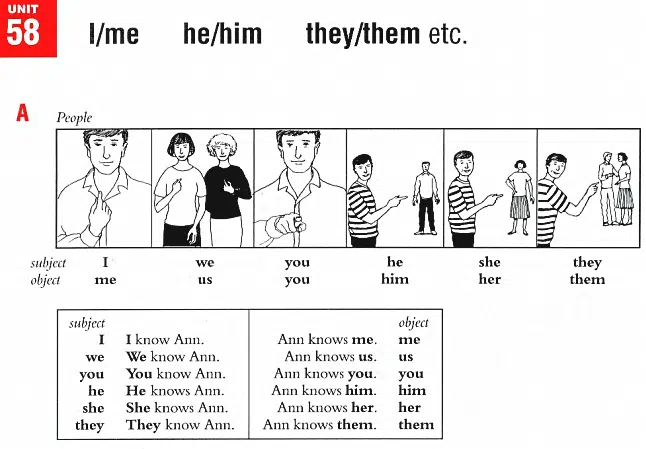 UNIT
58
I/me he/him they/them etc.
A People
subject I we you he she they
object me us you him her them
subject object
I I know Ann. Ann knows me. me
we We know Ann. Ann knows us. us
you You know Ann. Ann knows you. you
he He knows Ann. Ann knows him. him
she She knows Ann. Ann knows her. her
they They know Ann. Ann knows them. them